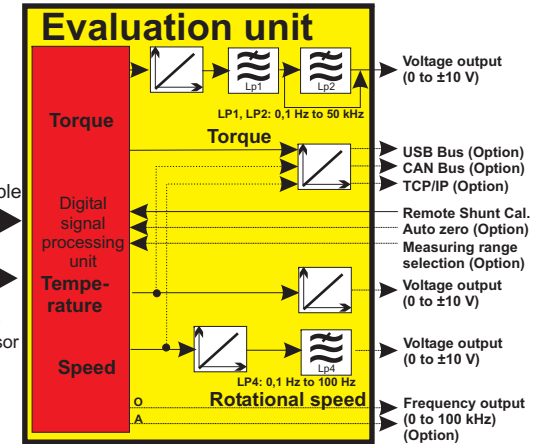 Evaluation unit
Lp1
Lp2
Voltage output
(0 to ±10 V)
LP1, LP2: 0,1 Hz to 50 kHz
Torque
Torque
USB Bus (Option)
CAN Bus (Option)
TCP/IP (Option)
Digital
signal
processing
unit
Remote Shunt Cal.
Auto zero (Option)
Measuring range
selection (Option)
Tempe-
rature
Voltage output
(0 to ±10 V)
Speed
Lp4
Voltage output
(0 to ±10 V)
LP4: 0,1 Hz to 100 Hz
Rotational speed
O
A
Frequency output
(0 to 100 kHz)
(Option)